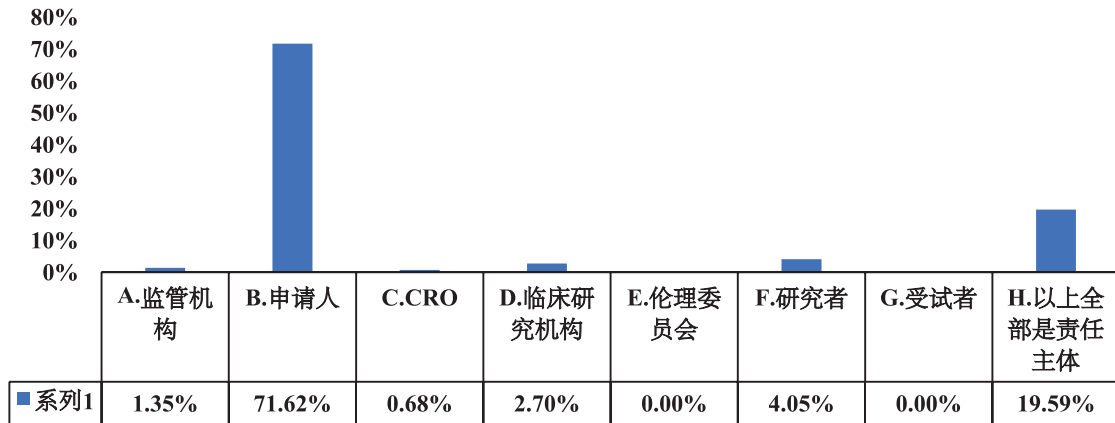 80%
70%
60%
50%
40%
30%
20%
10%
0%
A.监管机
构
B.申请人
C.CRO
D.临床研
究机构
E.伦理委
员会
F.研究者
G.受试者
H.以上全
部是责任
主体
系列1 1.35% 71.62% 0.68% 2.70% 0.00% 4.05% 0.00% 19.59%